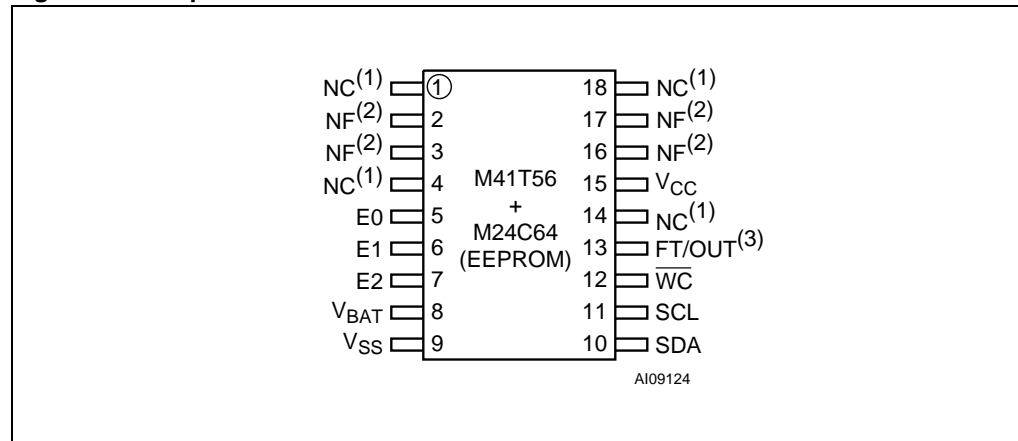 NC(1) 1 18 NC(1)
NF(2) 2 17 NF(2)
NF(2) 3 16 NF(2)
NC(1) 4 M41T56 15 VCC
E0 5 + 14 NC(1)
E1 6 M24C64 13 FT/OUT(3)
E2 7 (EEPROM) 12 WC
VBAT 8 11 SCL
VSS 9 10 SDA
AI09124